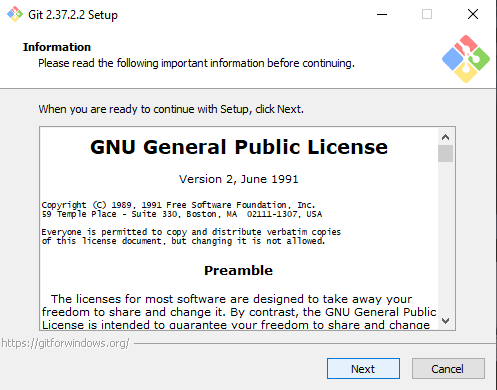 Git 2.37.2.2 Setup
Information
Please read the following important information before continuing.
When you are ready to continue with Setup, click Next.
GNU General Public License
Version 2, June 1991
Copyright (C) 1989, 1991 Free Software Foundation, Inc.
59 Temple Place - Suite 330, Boston, MA  02111-1307, USA
Everyone is permitted to copy and distribute verbatim copies
of this license document, but changing it is not allowed.
Preamble
The licenses for most software are designed to take away your
freedom to share and change it. By contrast, the GNU General Public
License is intended to guarantee your freedom to share and change
https://gitforwindows.org/
Next
Cancel